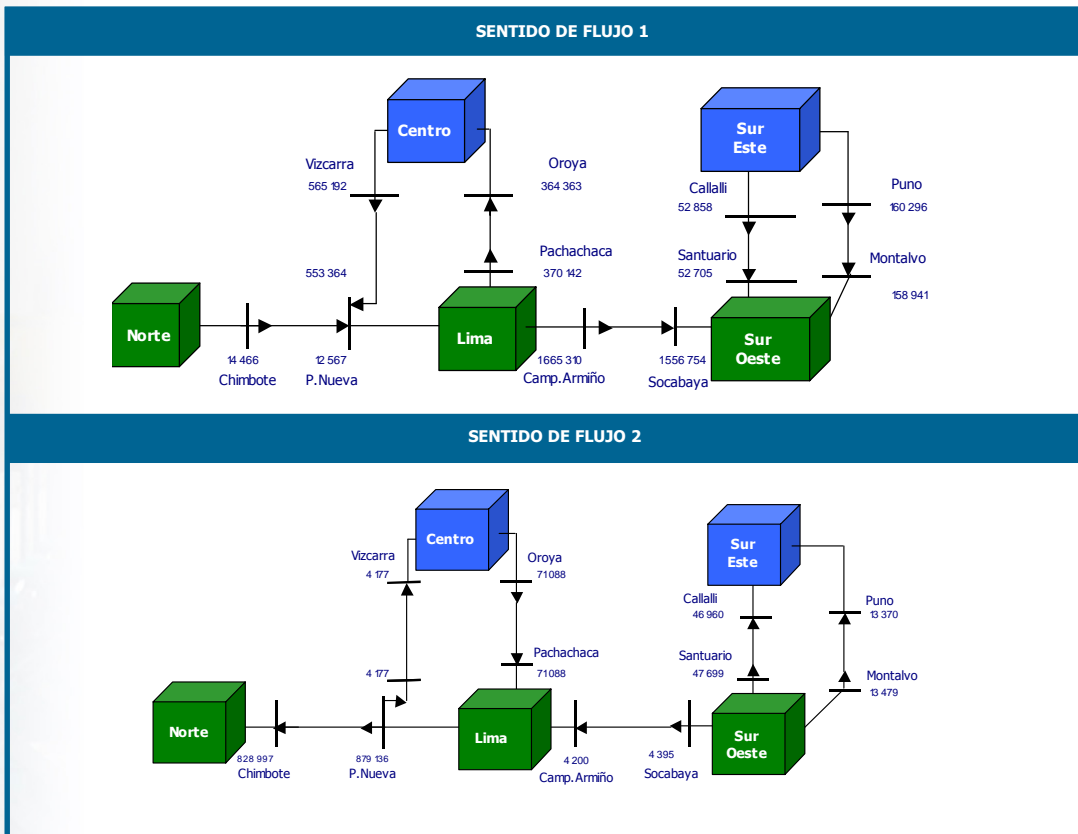 SENTIDO DE FLUJO 1
Centro
Sur
Este
Vizcarra
565 192
Oroya
364 363
Callalli
52 858
Puno
160 296
553 364
Pachachaca
370 142
Santuario
52 705
Montalvo
158 941
Norte
Lima
Sur
Oeste
14 466
Chimbote
12 567
P.Nueva
1665 310
Camp.Armiño
1556 754
Socabaya
SENTIDO DE FLUJO 2
Centro
Sur
Este
Vizcarra
4 177
Oroya
71088
Callalli
46 960
Puno
13 370
4 177
Pachachaca
71088
Santuario
47 699
Montalvo
13 479
Norte
Lima
Sur
Oeste
828 997
Chimbote
879 136
P.Nueva
4 200
Camp.Armiño
4 395
Socabaya